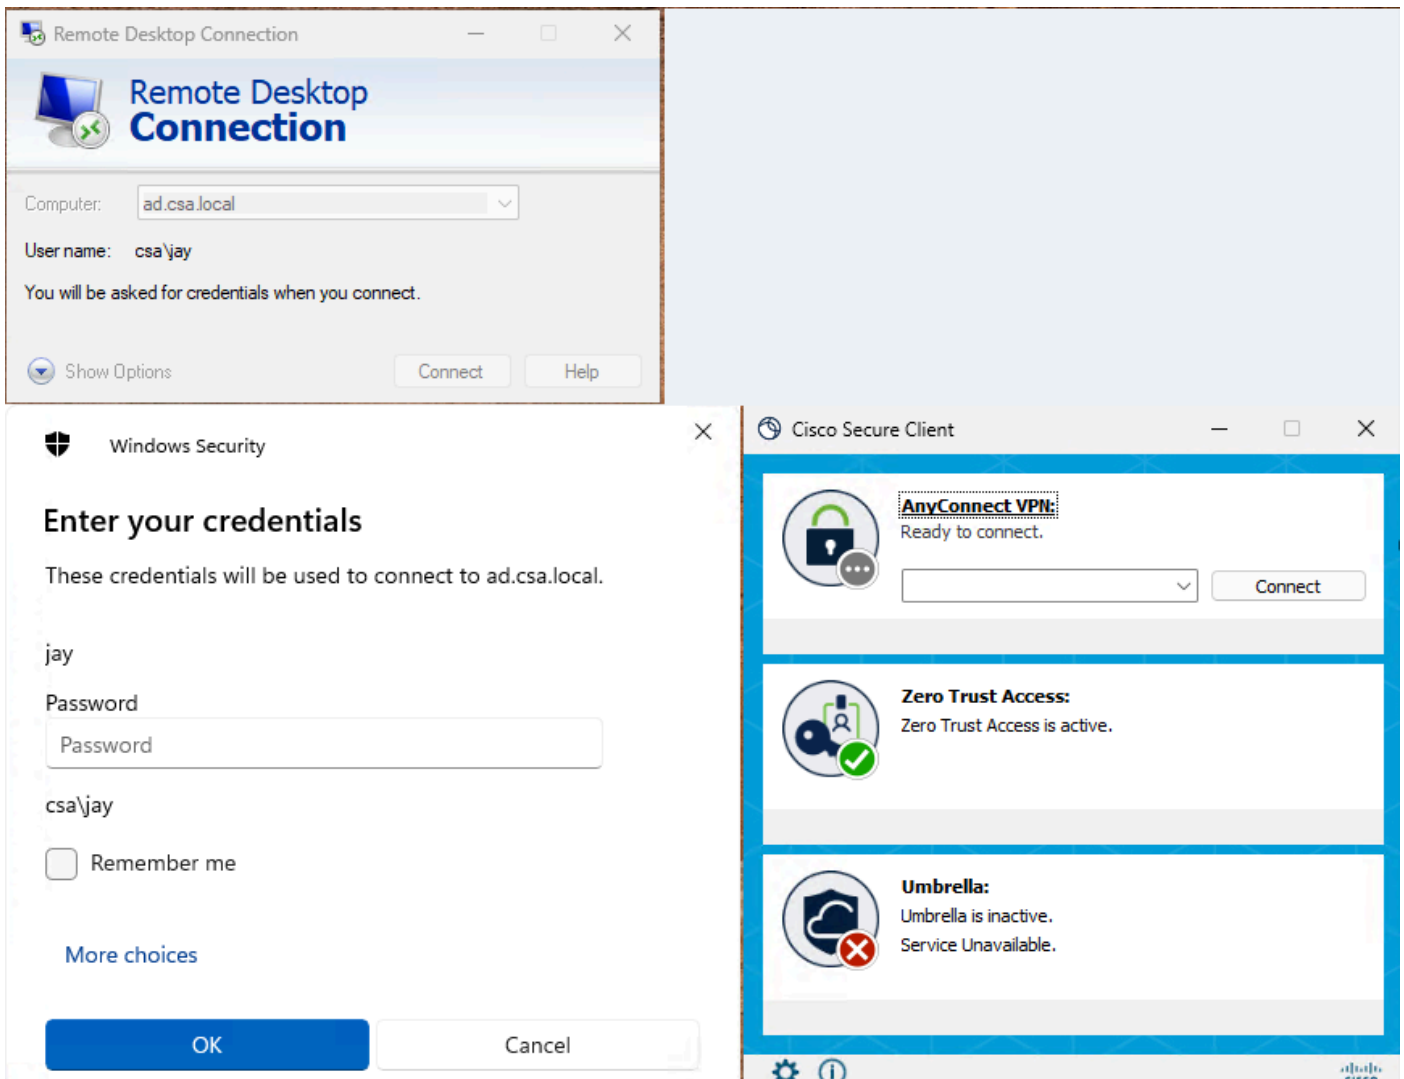 Remote Desktop Connection
Remote Desktop
Connection
Computer:
ad.csa.local
User name:
csa\jay
You will be asked for credentials when you connect.
Show Options
Connect
Help
Windows Security
Enter your credentials
These credentials will be used to connect to ad.csa.local.
jay
Password
Password
csa\jay
Remember me
More choices
OK
Cancel
Cisco Secure Client
AnyConnect VPN:
Ready to connect.
Connect
Zero Trust Access:
Zero Trust Access is active.
Umbrella:
Umbrella is inactive.
Service Unavailable.